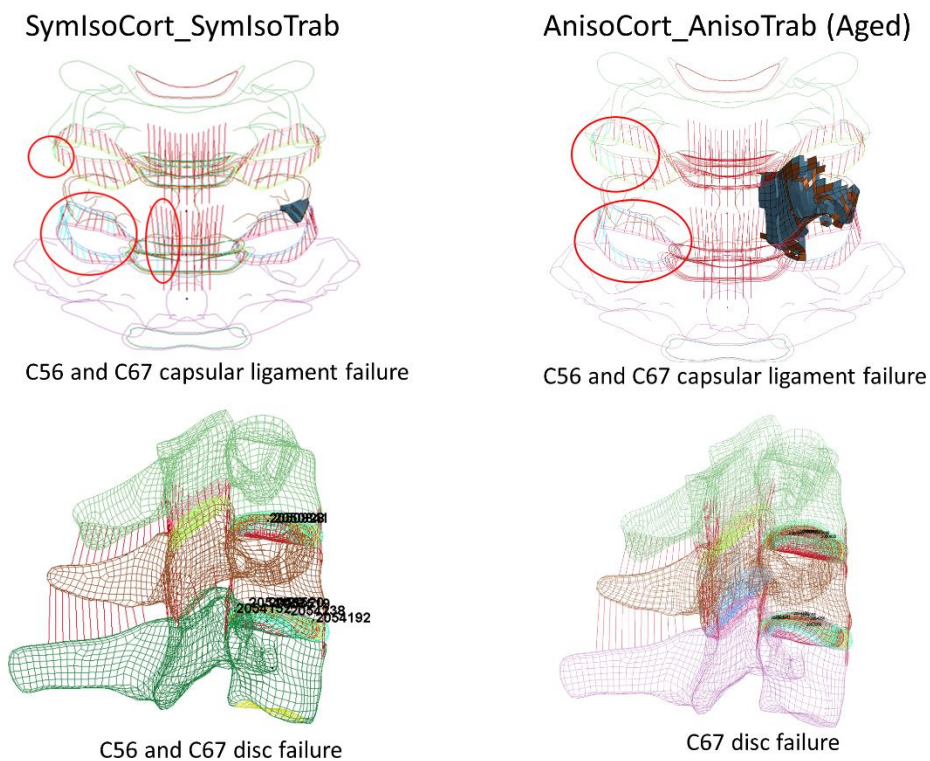 SymIsoCort_SymIsoTrab
AnisoCort_AnisoTrab (Aged)
C56 and C67 capsular ligament failure
C56 and C67 capsular ligament failure
2054192
C56 and C67 disc failure
C67 disc failure